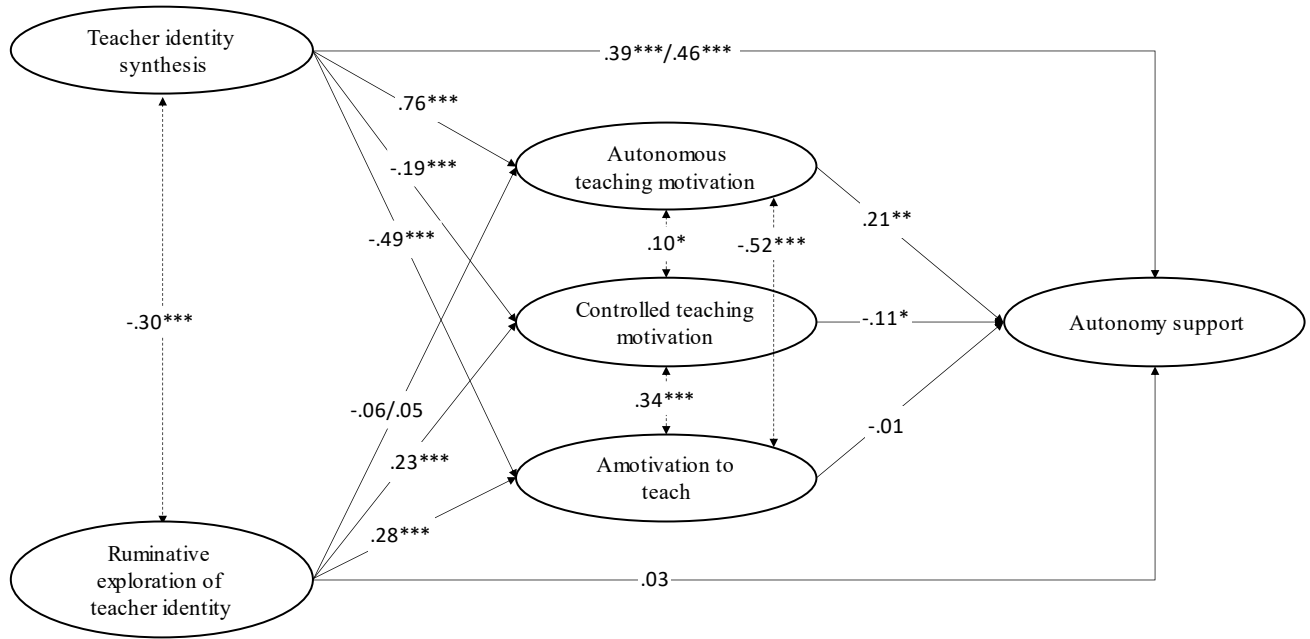 Teacher identity
synthesis
.39***/.46***
.76***
Autonomous
teaching motivation
-.19***
.21**
-.49***
.10*
-.52***
Controlled teaching
motivation
-.11*
Autonomy support
-.30***
.34***
-.06/.05
-.01
.23***
Amotivation to
teach
.28***
Ruminative
exploration of
teacher identity
.03